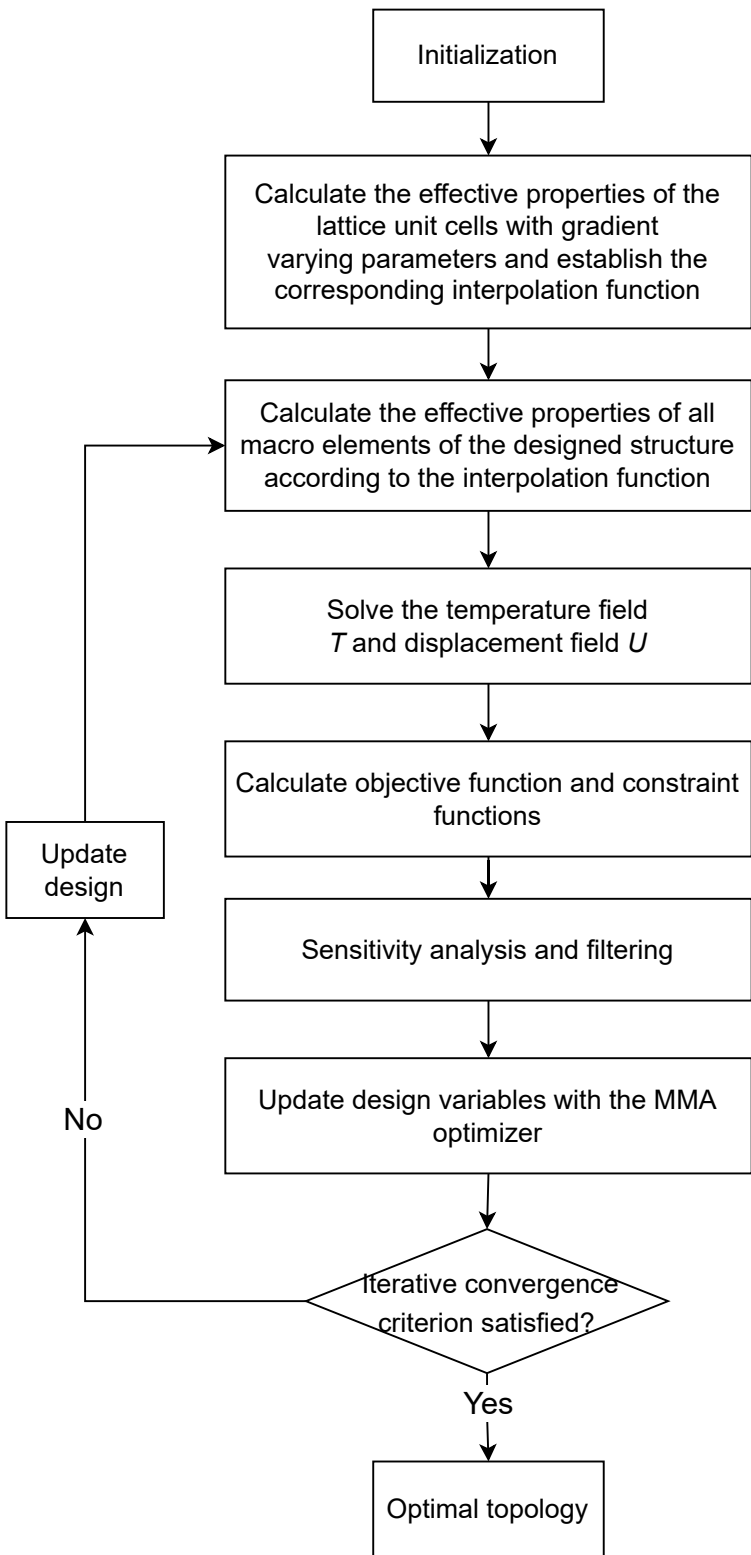 Initialization
Calculate the effective properties of the
lattice unit cells with gradient
varying parameters and establish the
corresponding interpolation function
Calculate the effective properties of all
macro elements of the designed structure
according to the interpolation function
Solve the temperature field
T and displacement field U
Calculate objective function and constraint
functions
Update
design
Sensitivity analysis and filtering
Update design variables with the MMA
optimizer
No
Iterative convergence
criterion satisfied?
Yes
Optimal topology